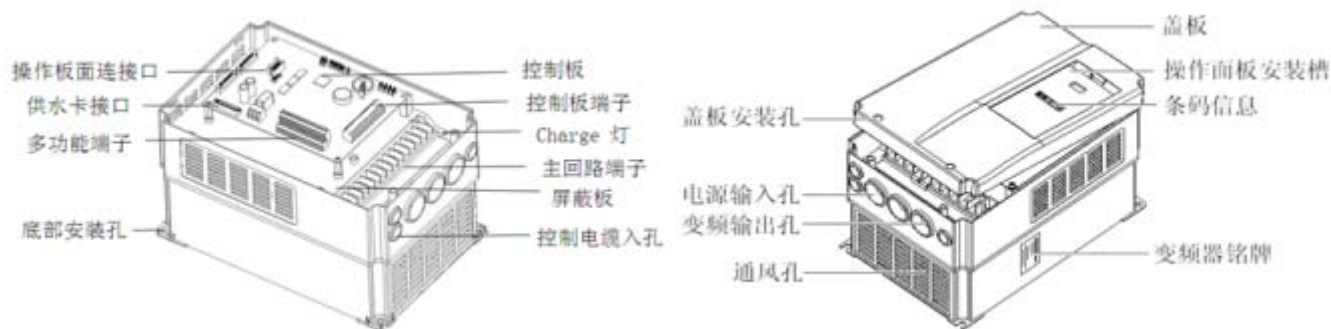 操作板面连接口
供水卡接口
多功能端子
底部安装孔
控制板
控制板端子
Charge 灯
主回路端子
屏蔽板
控制电缆入孔
盖板安装孔
电源输入孔
变频输出孔
通风孔
盖板
操作面板安装槽
条码信息
变频器铭牌